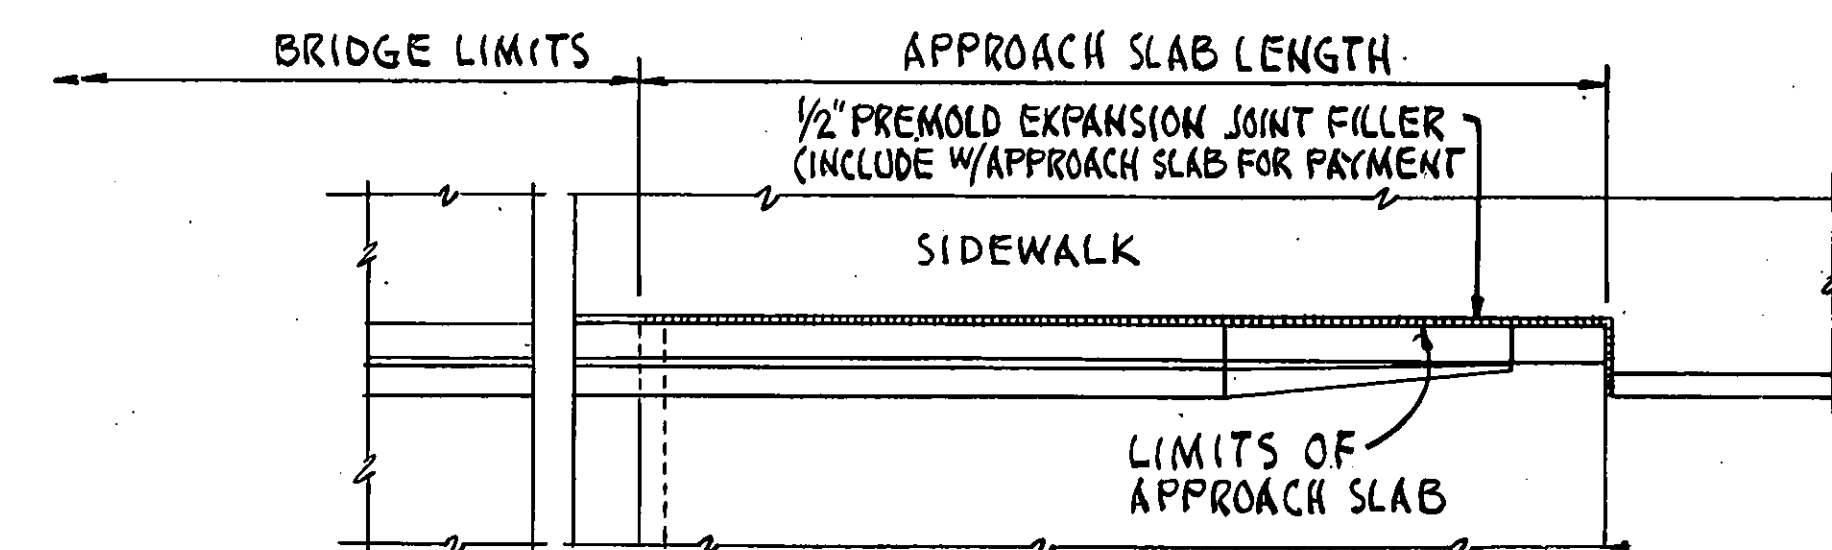 BRIDGE LIMITS
APPROACH SLAB LENGTH
1/2" PREMOLD EXPANSION JOINT FILLER
(INCLUDE W/APPROACH SLAB FOR PAYMENT
SIDEWALK
LIMITS OF
APPROACH SLAB